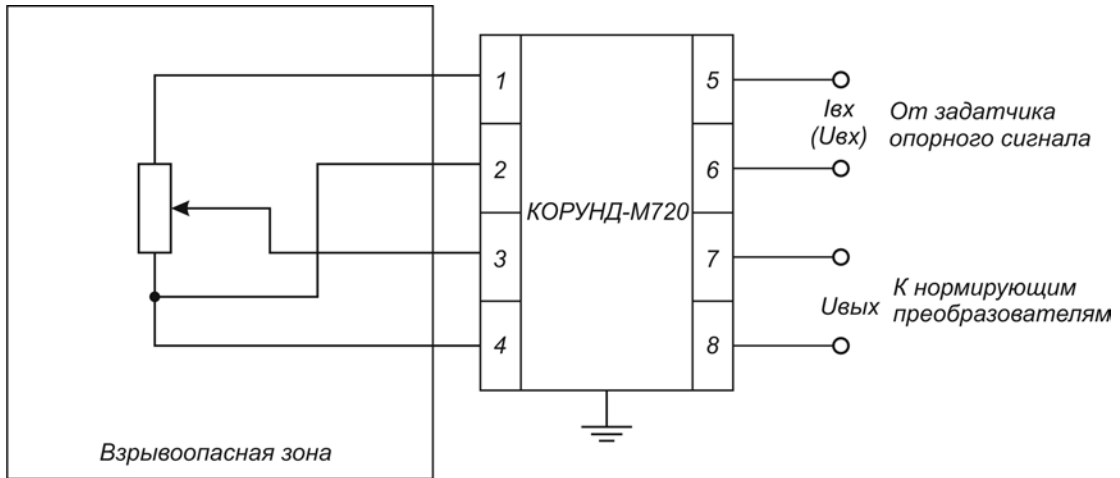 1
2
3
4
КОРУНД-М720
5
6
7
8
Iвх
(Uвх)
От задатчика
опорного сигнала
Uвых
К нормирующим
преобразователям
Взрывоопасная зона